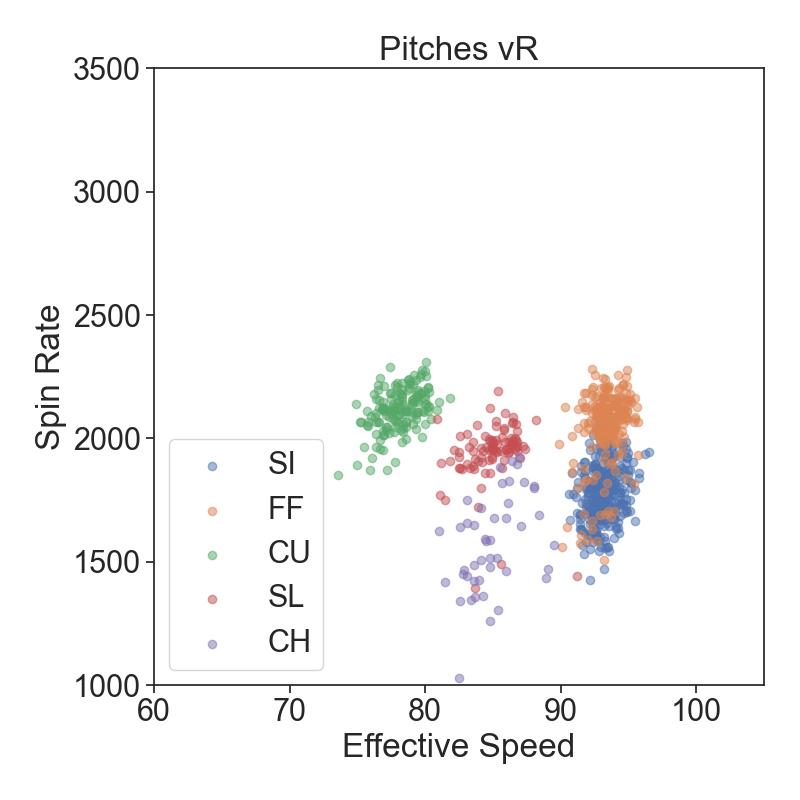 Pitches vR
3500
3000
2500
2000
1500
1000
Spin Rate
SI
FF
CU
SL
CH
60 70 80 90 100
Effective Speed